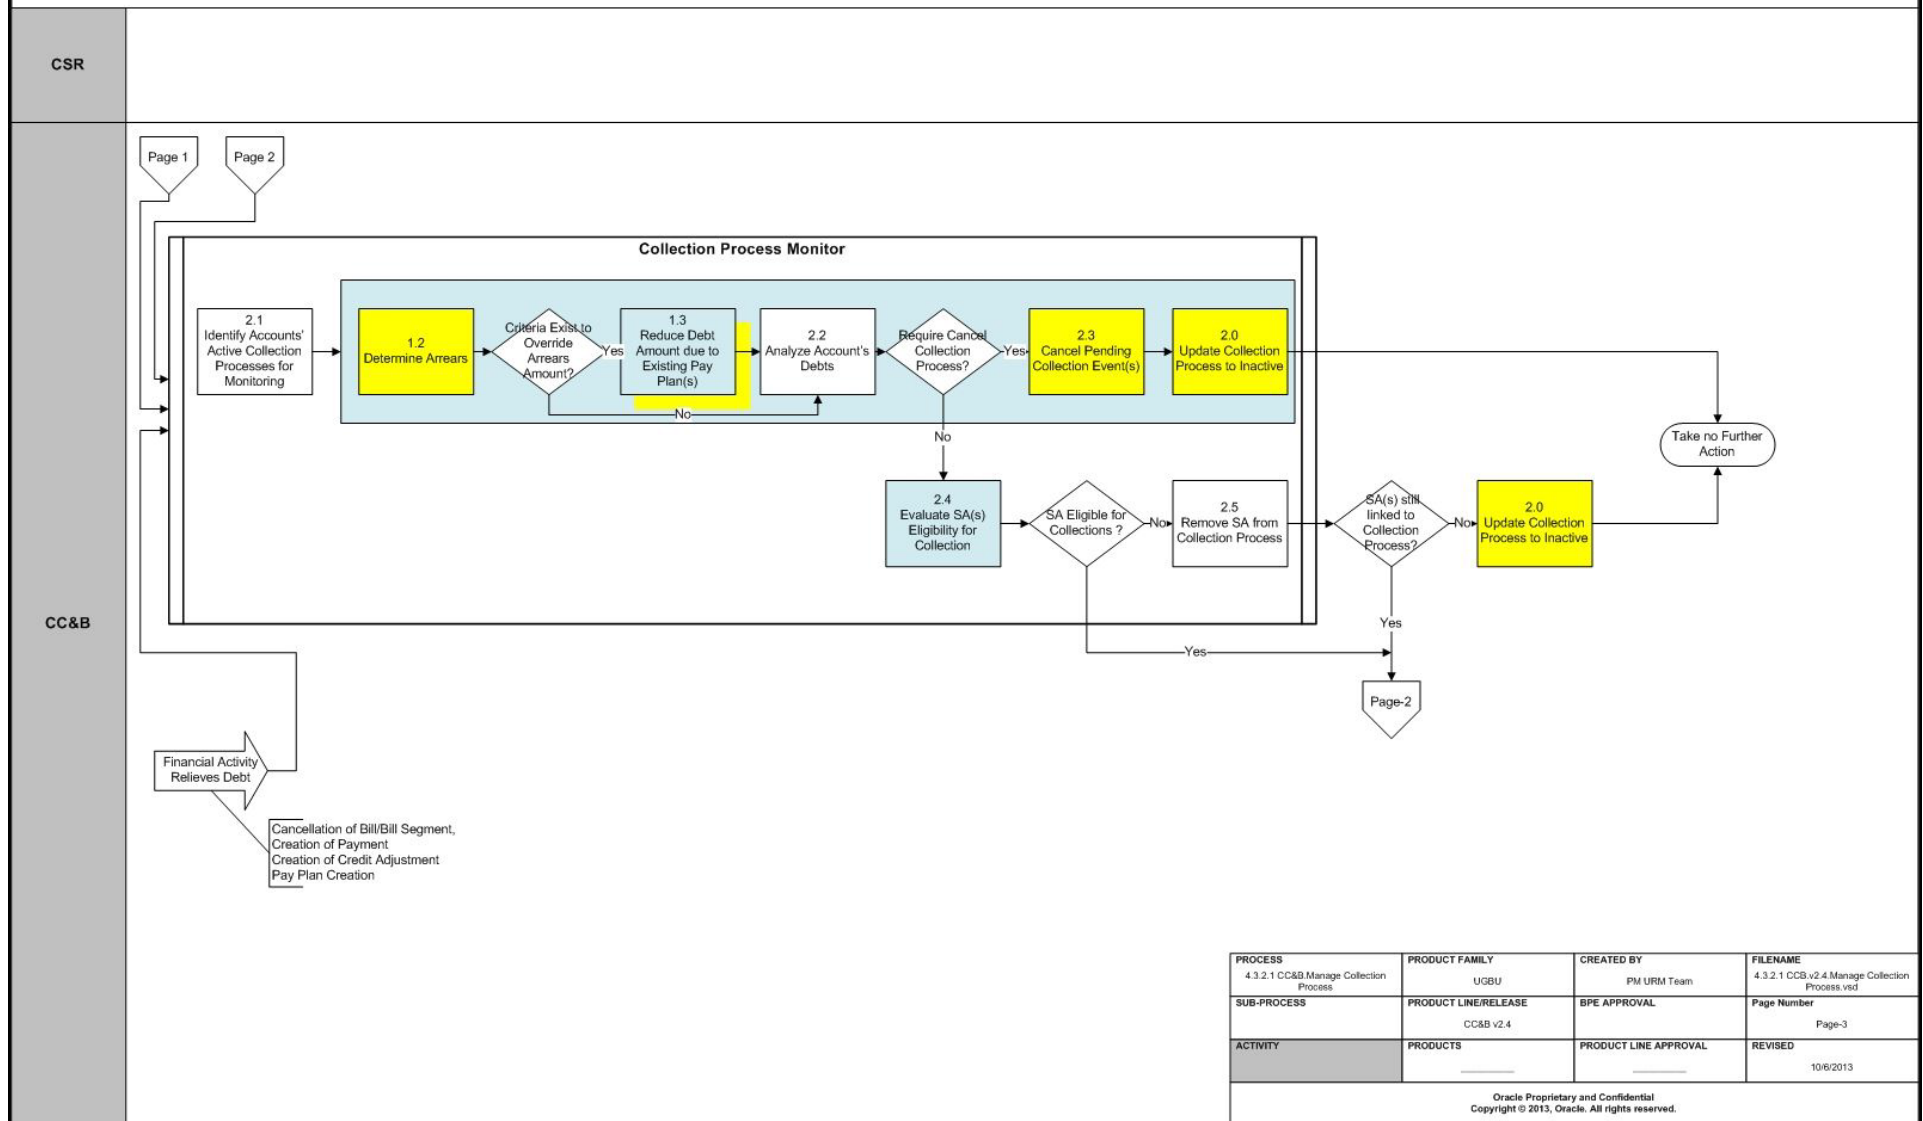 CSR
CC&B
Page 1
Page 2
Collection Process Monitor
2.1
Identify Accounts'
Active Collection
Processes for
Monitoring
1.2
Determine Arrears
Criteria Exist to
Override
Arrears
Amount?
Yes
No
1.3
Reduce Debt
Amount due to
Existing Pay
Plan(s)
2.2
Analyze Account's
Debts
Require Cancel
Collection
Process?
Yes
No
2.3
Cancel Pending
Collection Event(s)
2.0
Update Collection
Process to Inactive
Take no Further
Action
2.4
Evaluate SA(s)
Eligibility for
Collection
SA Eligible for
Collections ?
No
Yes
2.5
Remove SA from
Collection Process
SA(s) still
linked to
Collection
Process?
No
Yes
2.0
Update Collection
Process to Inactive
Page-2
Financial Activity
Relieves Debt
Cancellation of Bill/Bill Segment,
Creation of Payment
Creation of Credit Adjustment
Pay Plan Creation
PROCESS
4.3.2.1 CC&B.Manage Collection
Process
PRODUCT FAMILY
UGBU
CREATED BY
PM URM Team
FILENAME
4.3.2.1 CCB.v2.4.Manage Collection
Process.vsd
SUB-PROCESS
PRODUCT LINE/RELEASE
CC&B v2.4
BPE APPROVAL
Page Number
Page-3
ACTIVITY
PRODUCTS
PRODUCT LINE APPROVAL
REVISED
10/6/2013
Oracle Proprietary and Confidential
Copyright © 2013, Oracle. All rights reserved.